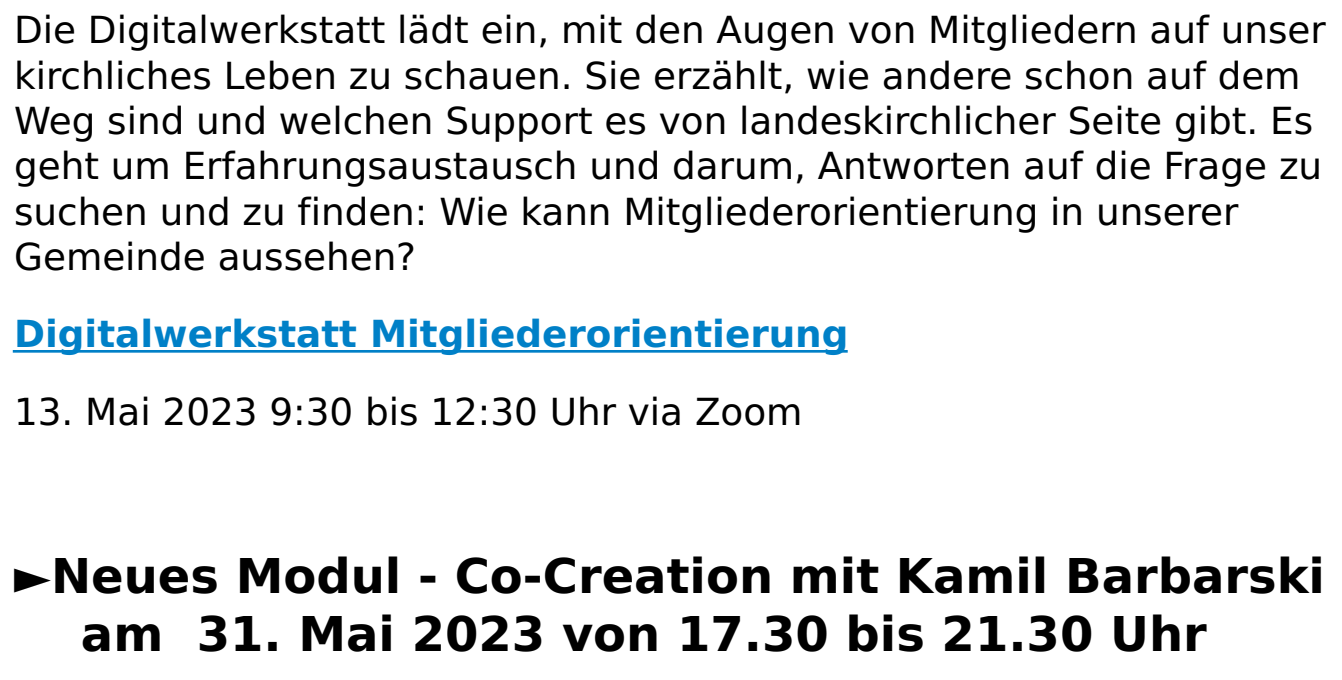 Die Digitalwerkstatt lädt ein, mit den Augen von Mitgliedern auf unser
kirchliches Leben zu schauen. Sie erzählt, wie andere schon auf dem
Weg sind und welchen Support es von landeskirchlicher Seite gibt. Es
geht um Erfahrungsaustausch und darum, Antworten auf die Frage zu
suchen und zu finden: Wie kann Mitgliederorientierung in unserer
Gemeinde aussehen?
Digitalwerkstatt Mitgliederorientierung
13. Mai 2023 9:30 bis 12:30 Uhr via Zoom
►Neues Modul - Co-Creation mit Kamil Barbarski
am  31. Mai 2023 von 17.30 bis 21.30 Uhr